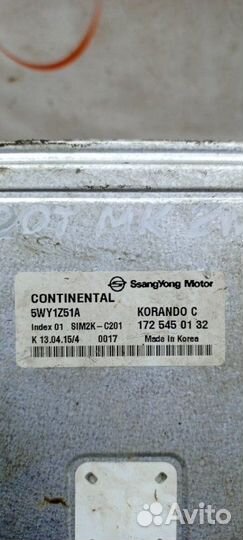 SsangYong Motor
CONTINENTAL
5WY1Z51A KORANDO C
Index 01 SIM2K-C201 172 545 01 32
K 13.04.15/4 0017 Made in Korea
Avito